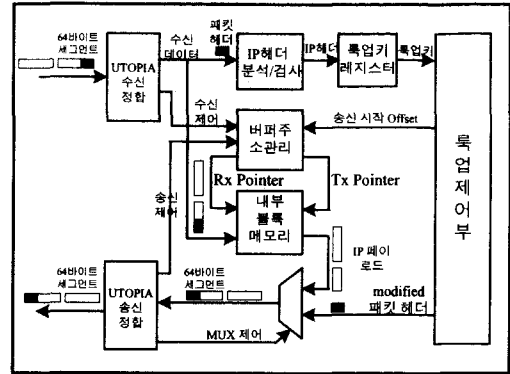 64바이트
세그먼트
UTOPIA
수신
정합
수신
데이터
패킷
헤더
IP헤더
분석/검사
IP헤더
룩업키
레지스터
룩업키
수신
제어
버퍼주
소관리
송신 시작 Offset
룩업제어부
Rx Pointer
Tx Pointer
송신
제어
내부
블록
메모리
IP 페이
로드
64바이트
세그먼트
UTOPIA
송신
정합
64바이트
세그먼트
MUX 제어
modified
패킷 헤더